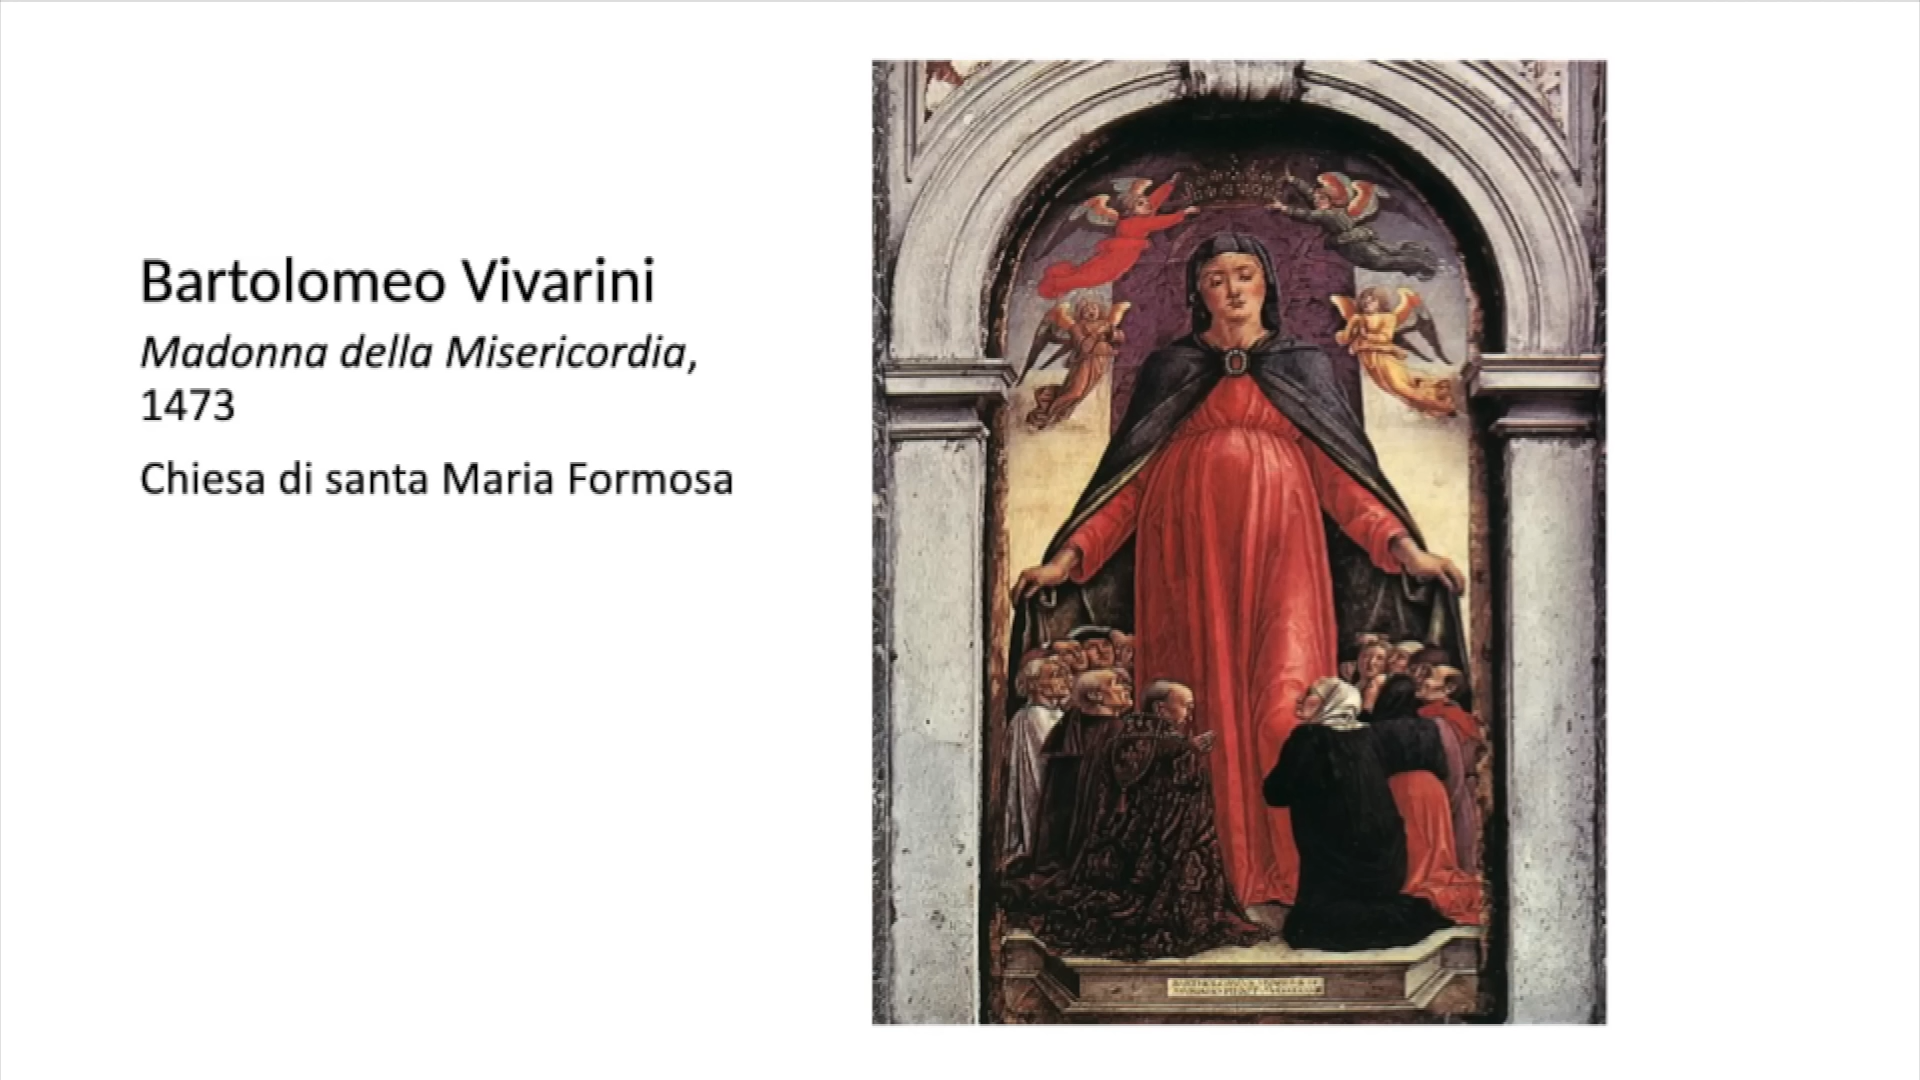 Bartolomeo Vivarini
Madonna della Misericordia,
1473
Chiesa di santa Maria Formosa